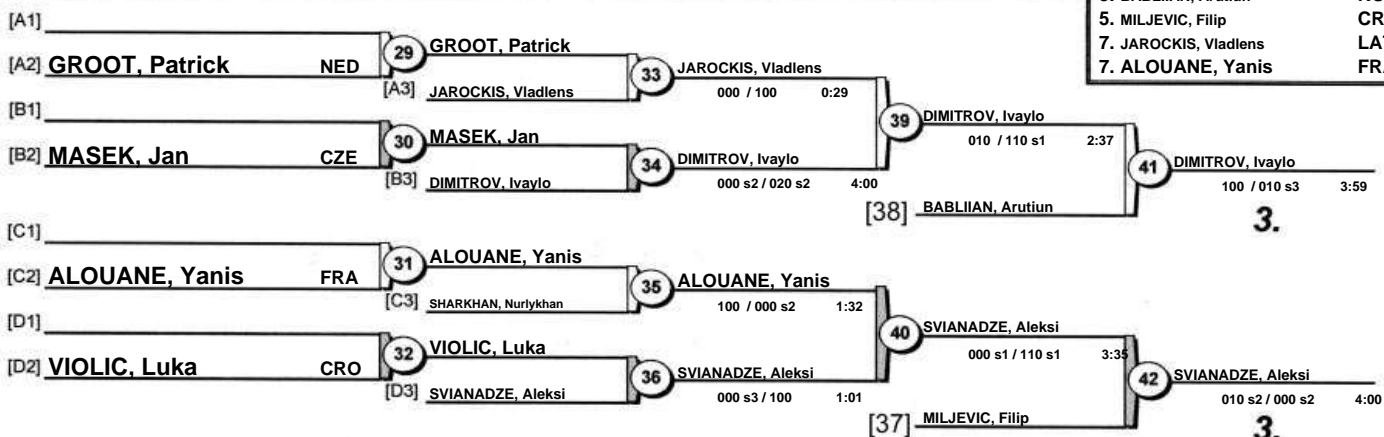 5. MILJEVIC, Filip CR
7. JAROCKIS, Vladlens LAT
7. ALOUANE, Yanis FRA
[A1]
[A2] GROOT, Patrick NED
29
GROOT, Patrick
[A3] JAROCKIS, Vladlens
33
JAROCKIS, Vladlens
000 / 100 0:29
[B1]
[B2] MASEK, Jan CZE
30
MASEK, Jan
[B3] DIMITROV, Ivaylo
34
DIMITROV, Ivaylo
000 s2 / 020 s2 4:00
39
DIMITROV, Ivaylo
010 / 110 s1 2:37
[38] BABLIIAN, Arutiun
41
DIMITROV, Ivaylo
100 / 010 s3 3:59
3.
[C1]
[C2] ALOUANE, Yanis FRA
31
ALOUANE, Yanis
[C3] SHARKHAN, Nurlykhan
35
ALOUANE, Yanis
100 / 000 s2 1:32
[D1]
[D2] VIOLIC, Luka CRO
32
VIOLIC, Luka
[D3] SVIANADZE, Aleksi
36
SVIANADZE, Aleksi
000 s3 / 100 1:01
40
SVIANADZE, Aleksi
000 s1 / 110 s1 3:35
[37] MILJEVIC, Filip
42
SVIANADZE, Aleksi
010 s2 / 000 s2 4:00
3.